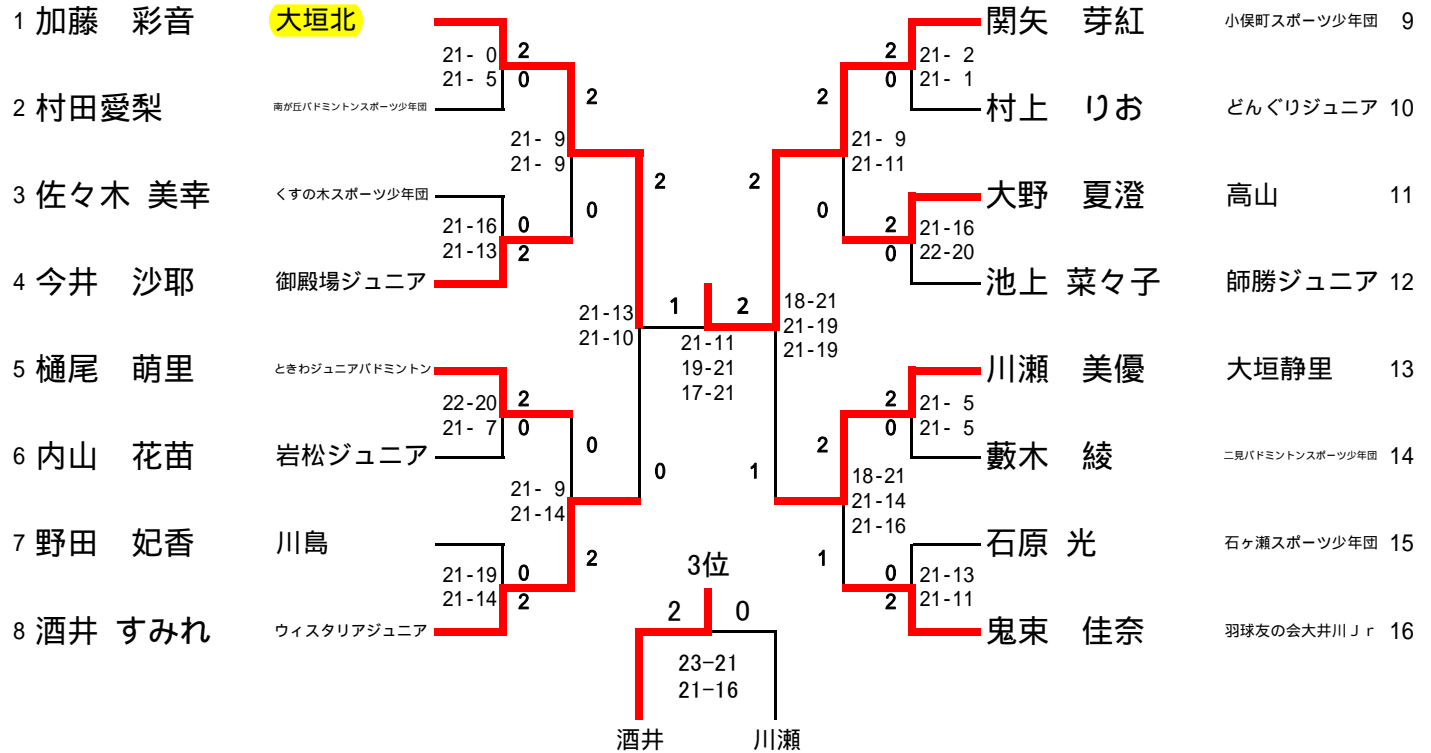 1 加藤　彩音 大垣北
21- 0 2
21- 5 0
2 村田愛梨 南が丘バドミントンスポーツ少年団
2
21- 9
21- 9
3 佐々木 美幸 くすの木スポーツ少年団
0
21-16 0
21-13 2
4 今井　沙耶 御殿場ジュニア
2
21-13
21-10
5 樋尾　萌里 ときわジュニアバドミントン
22-20 2
21- 7 0
6 内山　花苗 岩松ジュニア
0
0
21- 9
21-14
7 野田　妃香 川島
2
21-19 0
21-14 2
8 酒井 すみれ ウィスタリアジュニア
1 2
21-11
19-21
17-21
関矢　芽紅 小俣町スポーツ少年団 9
2 21- 2
0 21- 1
村上　りお どんぐりジュニア 10
2
21- 9
21-11
2
大野　夏澄 高山 11
0
2 21-16
0 22-20
池上 菜々子 師勝ジュニア 12
18-21
21-19
21-19
川瀬　美優 大垣静里 13
2 21- 5
0 21- 5
藪木　綾 二見バドミントンスポーツ少年団 14
2
1
18-21
21-14
21-16
石原 光 石ヶ瀬スポーツ少年団 15
1
0 21-13
2 21-11
鬼束　佳奈 羽球友の会大井川Ｊｒ 16
3位
2 0
23-21
21-16
酒井 川瀬